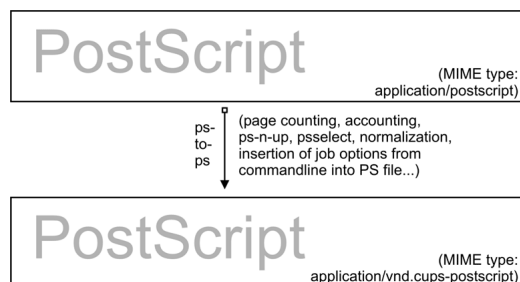 PostScript
(MIME type:
application/postscript)
ps-
to-
ps
(page counting, accounting,
ps-n-up, psselect, normalization,
insertion of job options from
commandline into PS file...)
PostScript
(MIME type:
application/vnd.cups-postscript)